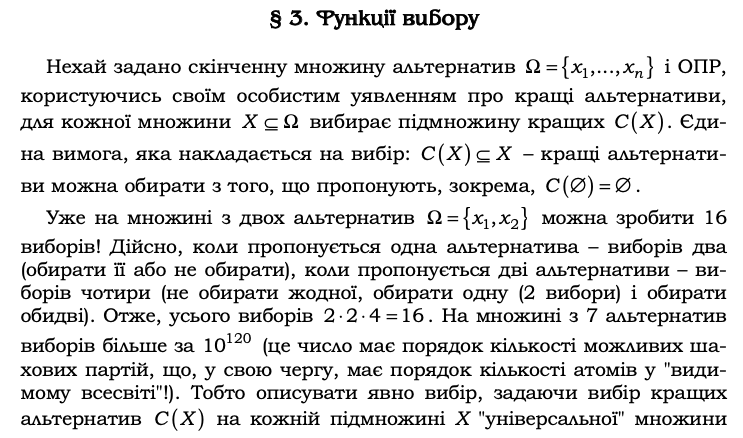 § 3. Функції вибору
Нехай задано скінченну множину альтернатив Ω = {x₁,...,xₙ} і ОПР,
користуючись своїм особистим уявленням про кращі альтернативи,
для кожної множини X ⊆ Ω вибирає підмножину кращих C(X). Єди-
на вимога, яка накладається на вибір: C(X) ⊆ X – кращі альтернати-
ви можна обирати з того, що пропонують, зокрема, C(∅) = ∅.
Уже на множині з двох альтернатив Ω = {x₁,x₂} можна зробити 16
виборів! Дійсно, коли пропонується одна альтернатива – виборів два
(обирати її або не обирати), коли пропонується дві альтернативи – ви-
борів чотири (не обирати жодної, обирати одну (2 вибори) і обирати
обидві). Отже, усього виборів 2·2·4 = 16. На множині з 7 альтернатив
виборів більше за 10¹²⁰ (це число має порядок кількості можливих ша-
хових партій, що, у свою чергу, має порядок кількості атомів у "види-
мому всесвіті"!). Тобто описувати явно вибір, задаючи вибір кращих
альтернатив C(X) на кожній підмножині X "універсальної" множини